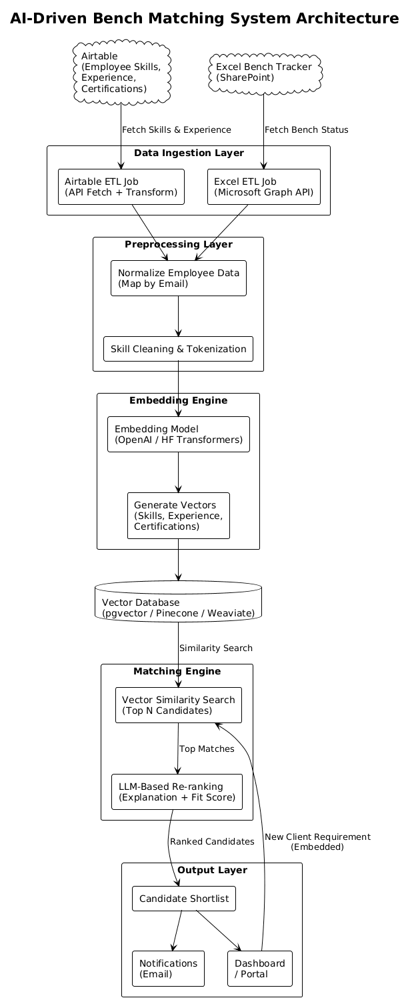 AI-Driven Bench Matching System Architecture
Airtable
(Employee Skills,
Experience,
Certifications)
Excel Bench Tracker
(SharePoint)
Fetch Skills & Experience
Fetch Bench Status
Data Ingestion Layer
Airtable ETL Job
(API Fetch + Transform)
Excel ETL Job
(Microsoft Graph API)
Preprocessing Layer
Normalize Employee Data
(Map by Email)
Skill Cleaning & Tokenization
Embedding Engine
Embedding Model
(OpenAI / HF Transformers)
Generate Vectors
(Skills, Experience,
Certifications)
Vector Database
(pgvector / Pinecone / Weaviate)
Similarity Search
Matching Engine
Vector Similarity Search
(Top N Candidates)
Top Matches
LLM-Based Re-ranking
(Explanation + Fit Score)
Ranked Candidates
New Client Requirement
(Embedded)
Output Layer
Candidate Shortlist
Notifications
(Email)
Dashboard
/ Portal